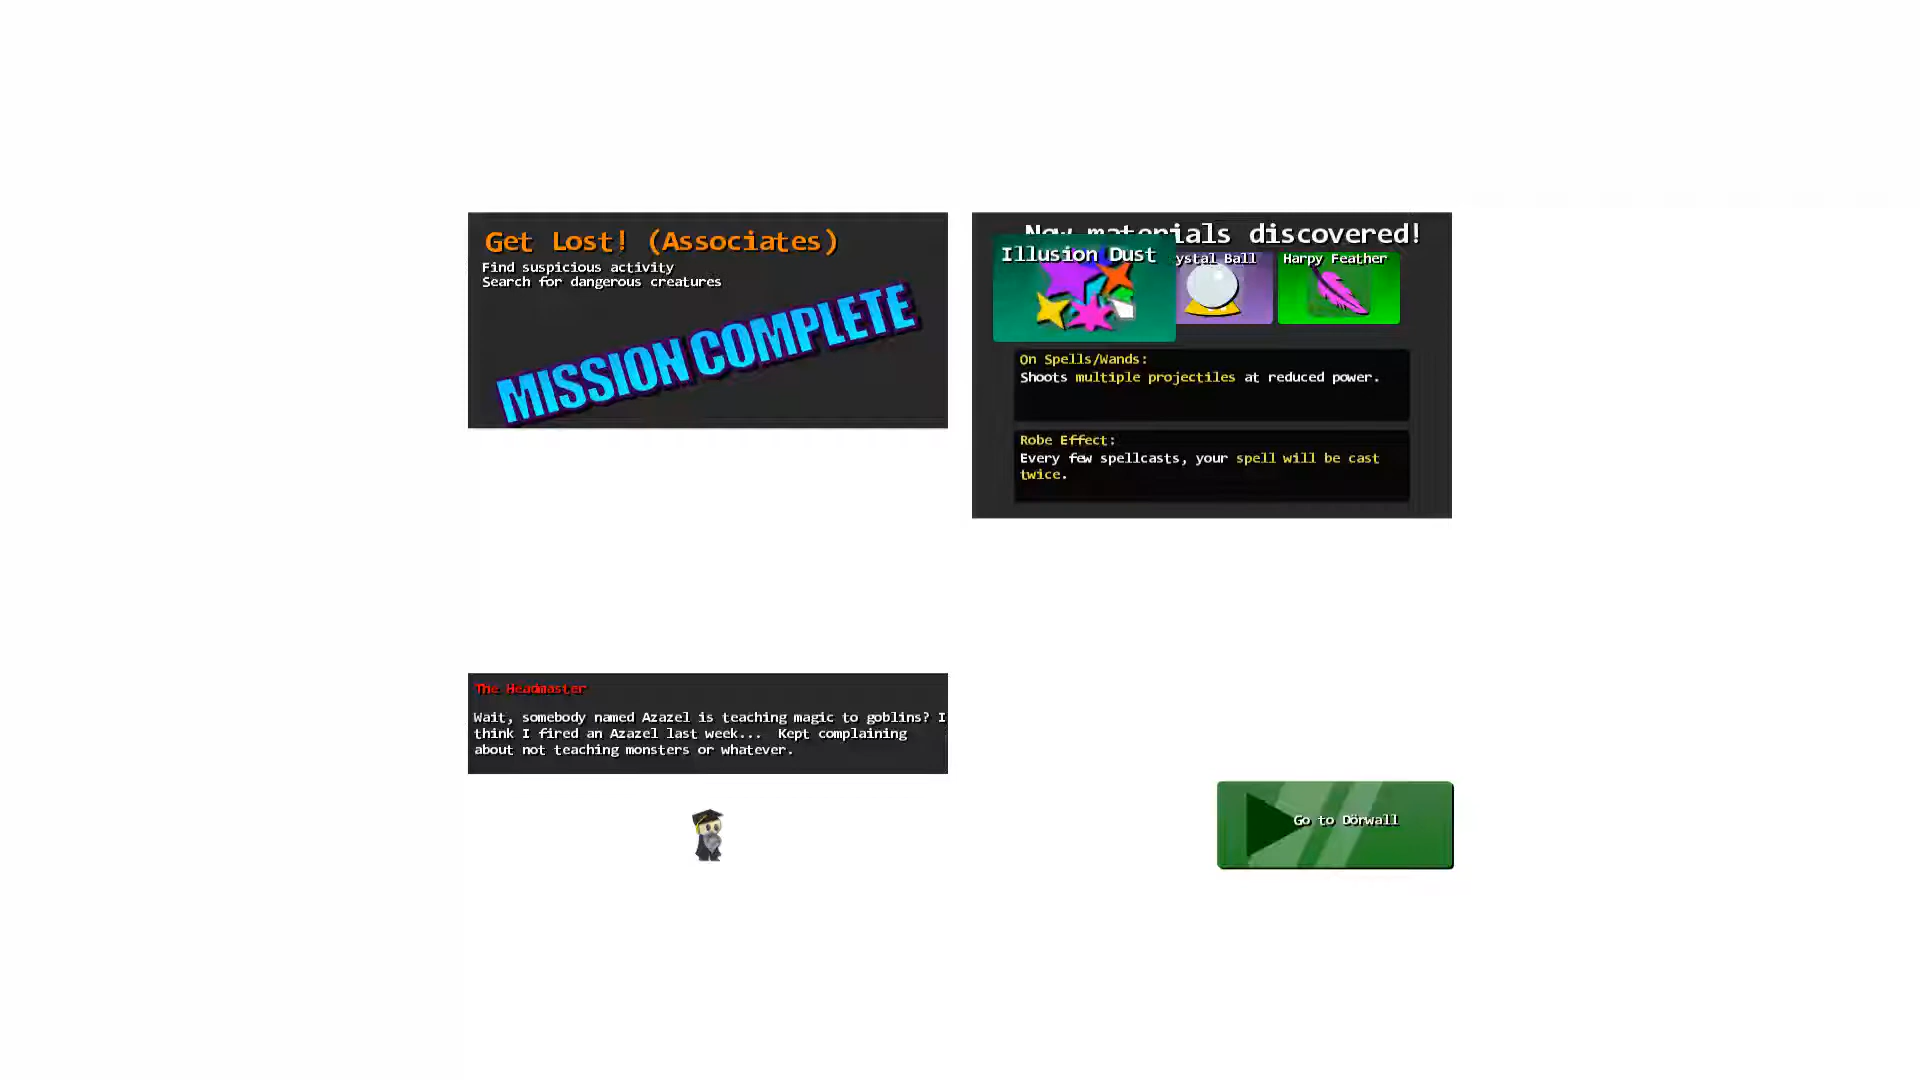 Get Lost! (Associates)
Find suspicious activity
Search for dangerous creatures
MISSION COMPLETE
New materials discovered!
Illusion Dust
ystal Ball
Harpy Feather
On Spells/Wands:
Shoots multiple projectiles at reduced power.
Robe Effect:
Every few spellcasts, your spell will be cast
twice.
The Headmaster
Wait, somebody named Azazel is teaching magic to goblins? I
think I fired an Azazel last week...  Kept complaining
about not teaching monsters or whatever.
Go to Dörwall